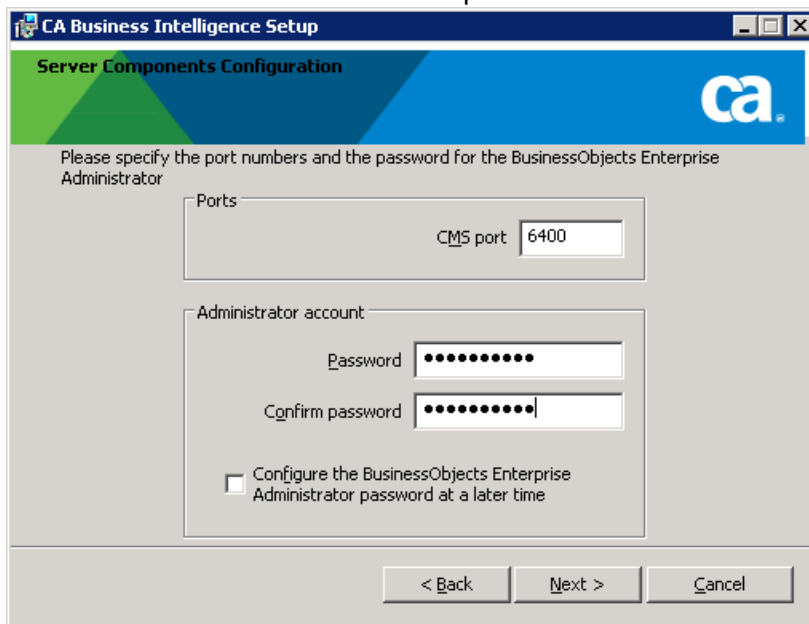 CA Business Intelligence Setup
Server Components Configuration
ca
Please specify the port numbers and the password for the BusinessObjects Enterprise
Administrator
Ports
CMS port 6400
Administrator account
Password ●●●●●●●●●●
Confirm password ●●●●●●●●●●
Configure the BusinessObjects Enterprise
Administrator password at a later time
< Back Next > Cancel